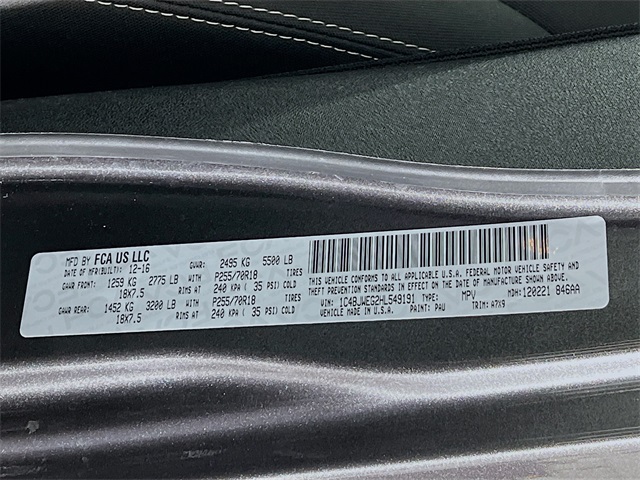 MFD BY FCA US LLC
DATE OF MFR(BUILT): 12-16 GVWR: 2495 KG 5500 LB
GAWR FRONT: 1259 KG 2775 LB WITH P255/70R18 TIRES
18X7.5 RIMS AT 240 KPA ( 35 PSI) COLD
GAWR REAR: 1452 KG 3200 LB WITH P255/70R18 TIRES
18X7.5 RIMS AT 240 KPA ( 35 PSI) COLD
THIS VEHICLE CONFORMS TO ALL APPLICABLE U.S.A. FEDERAL MOTOR VEHICLE SAFETY AND
THEFT PREVENTION STANDARDS IN EFFECT ON THE DATE OF MANUFACTURE SHOWN ABOVE.
VIN: 1C4BJWEG2HL549191 TYPE: MPV MDH:120221 846AA
VEHICLE MADE IN U.S.A. PAINT: PAU TRIM: A7X9